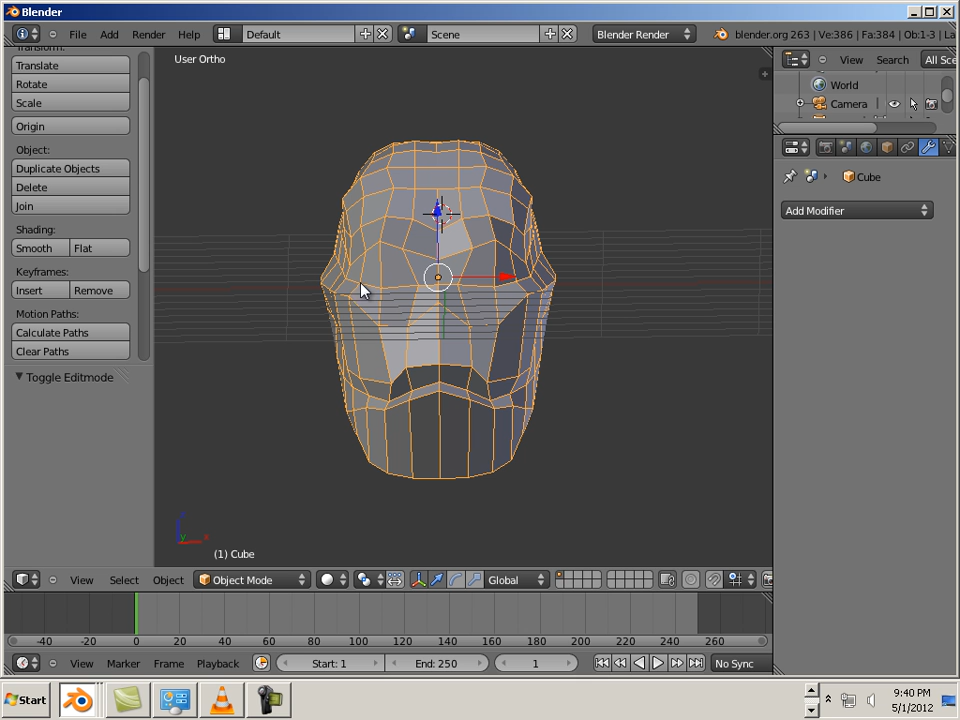 Blender
File Add Render Help Default Scene Blender Render blender.org 263 | Ve:386 | Fa:384 | Ob:1-3 | La
Transform:
Translate
Rotate
Scale
Origin
Object:
Duplicate Objects
Delete
Join
Shading:
Smooth Flat
Keyframes:
Insert Remove
Motion Paths:
Calculate Paths
Clear Paths
Toggle Editmode
User Ortho
(1) Cube
View Search All Sce
World
Camera
Cube
Add Modifier
View Select Object Object Mode Global
-40 -20 0 20 40 60 80 100 120 140 160 180 200 220 240 260
View Marker Frame Playback Start: 1 End: 250 1 No Sync
Start
9:40 PM
5/1/2012